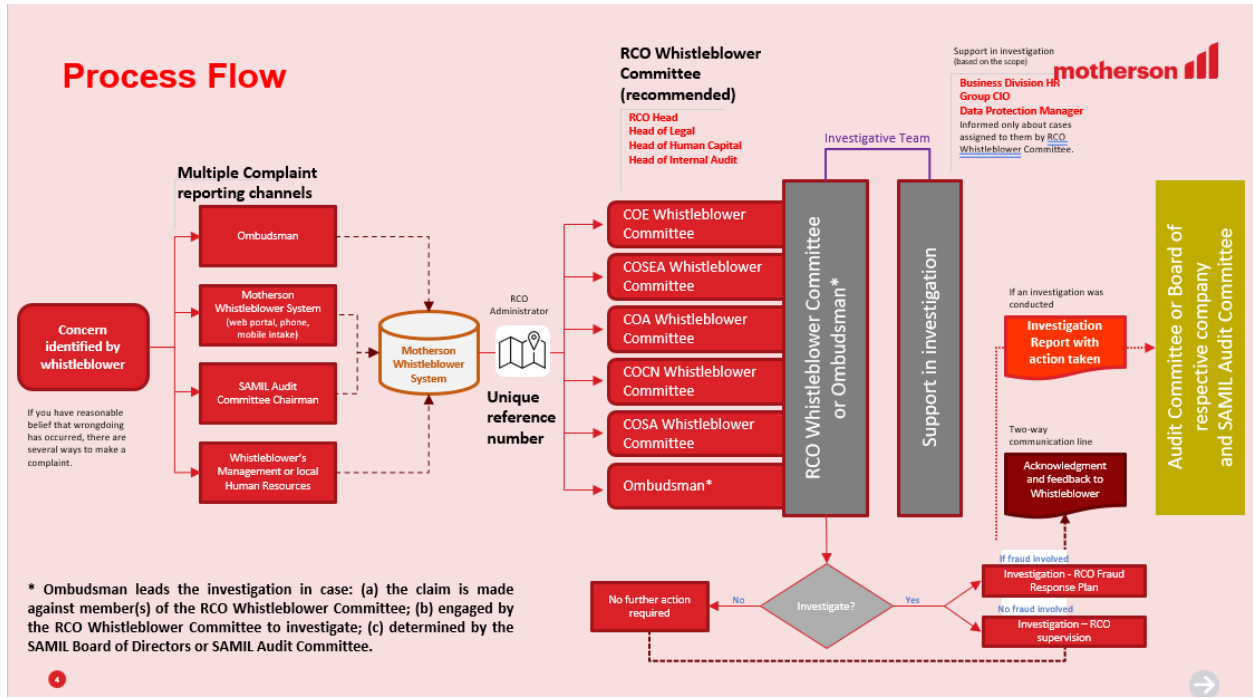 Process Flow
RCO Whistleblower
Committee
(recommended)
RCO Head
Head of Legal
Head of Human Capital
Head of Internal Audit
Support in investigation
(based on the scope)
motherson
Business Division HR
Group CIO
Data Protection Manager
Informed only about cases
assigned to them by RCO
Whistleblower Committee.
Investigative Team
Multiple Complaint
reporting channels
Ombudsman
Motherson
Whistleblower System
(web portal, phone,
mobile intake)
SAMIL Audit
Committee Chairman
Whistleblower's
Management or local
Human Resources
Concern
identified by
whistleblower
If you have reasonable
belief that wrongdoing
has occurred, there are
several ways to make a
complaint.
Motherson
Whistleblower
System
RCO
Administrator
Unique
reference
number
COE Whistleblower
Committee
COSEA Whistleblower
Committee
COA Whistleblower
Committee
COCN Whistleblower
Committee
COSA Whistleblower
Committee
Ombudsman*
RCO Whistleblower Committee
or Ombudsman*
Support in investigation
If an investigation was
conducted
Investigation
Report with
action taken
Two-way
communication line
Acknowledgment
and feedback to
Whistleblower
Audit Committee or Board of
respective company
and SAMIL Audit Committee
If fraud involved
Investigation - RCO Fraud
Response Plan
No fraud involved
Investigation – RCO
supervision
Investigate?
Yes
No
No further action
required
* Ombudsman leads the investigation in case: (a) the claim is made
against member(s) of the RCO Whistleblower Committee; (b) engaged by
the RCO Whistleblower Committee to investigate; (c) determined by the
SAMIL Board of Directors or SAMIL Audit Committee.
4